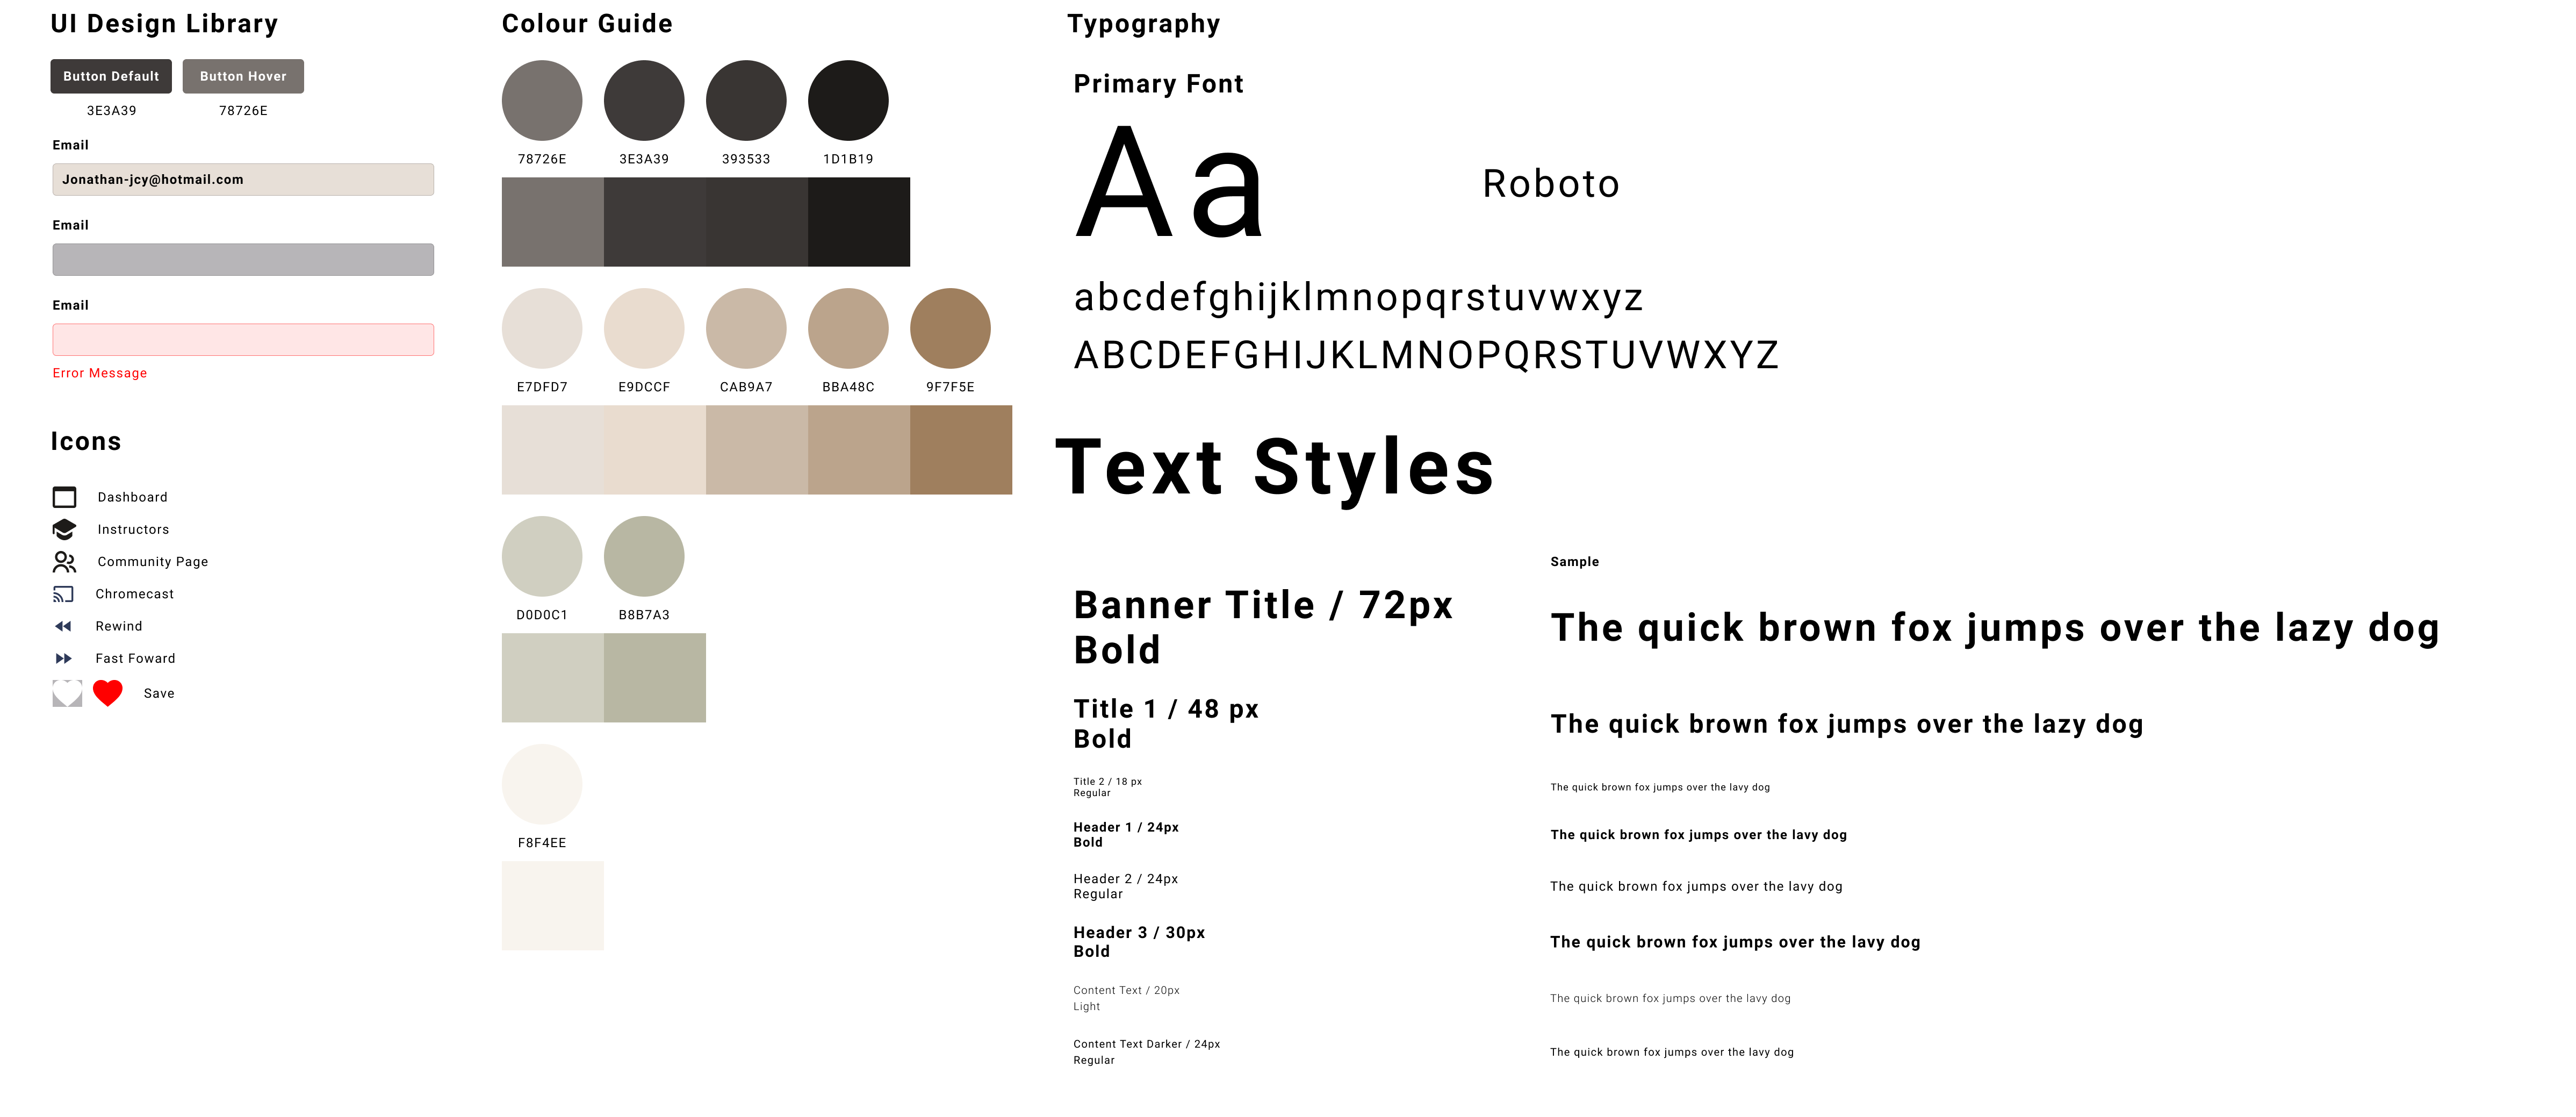 UI Design Library
Button Default
Button Hover
3E3A39
78726E
Email
Jonathan-jcy@hotmail.com
Email
Email
Error Message
Icons
Dashboard
Instructors
Community Page
Chromecast
Rewind
Fast Foward
Save
Colour Guide
78726E
3E3A39
393533
1D1B19
E7DFD7
E9DCCF
CAB9A7
BBA48C
9F7F5E
D0D0C1
B8B7A3
F8F4EE
Typography
Primary Font
Aa
Roboto
abcdefghijklmnopqrstuvwxyz
ABCDEFGHIJKLMNOPQRSTUVWXYZ
Text Styles
Sample
Banner Title / 72px
Bold
The quick brown fox jumps over the lazy dog
Title 1 / 48 px
Bold
The quick brown fox jumps over the lazy dog
Title 2 / 18 px
Regular
The quick brown fox jumps over the lavy dog
Header 1 / 24px
Bold
The quick brown fox jumps over the lavy dog
Header 2 / 24px
Regular
The quick brown fox jumps over the lavy dog
Header 3 / 30px
Bold
The quick brown fox jumps over the lavy dog
Content Text / 20px
Light
The quick brown fox jumps over the lavy dog
Content Text Darker / 24px
Regular
The quick brown fox jumps over the lavy dog